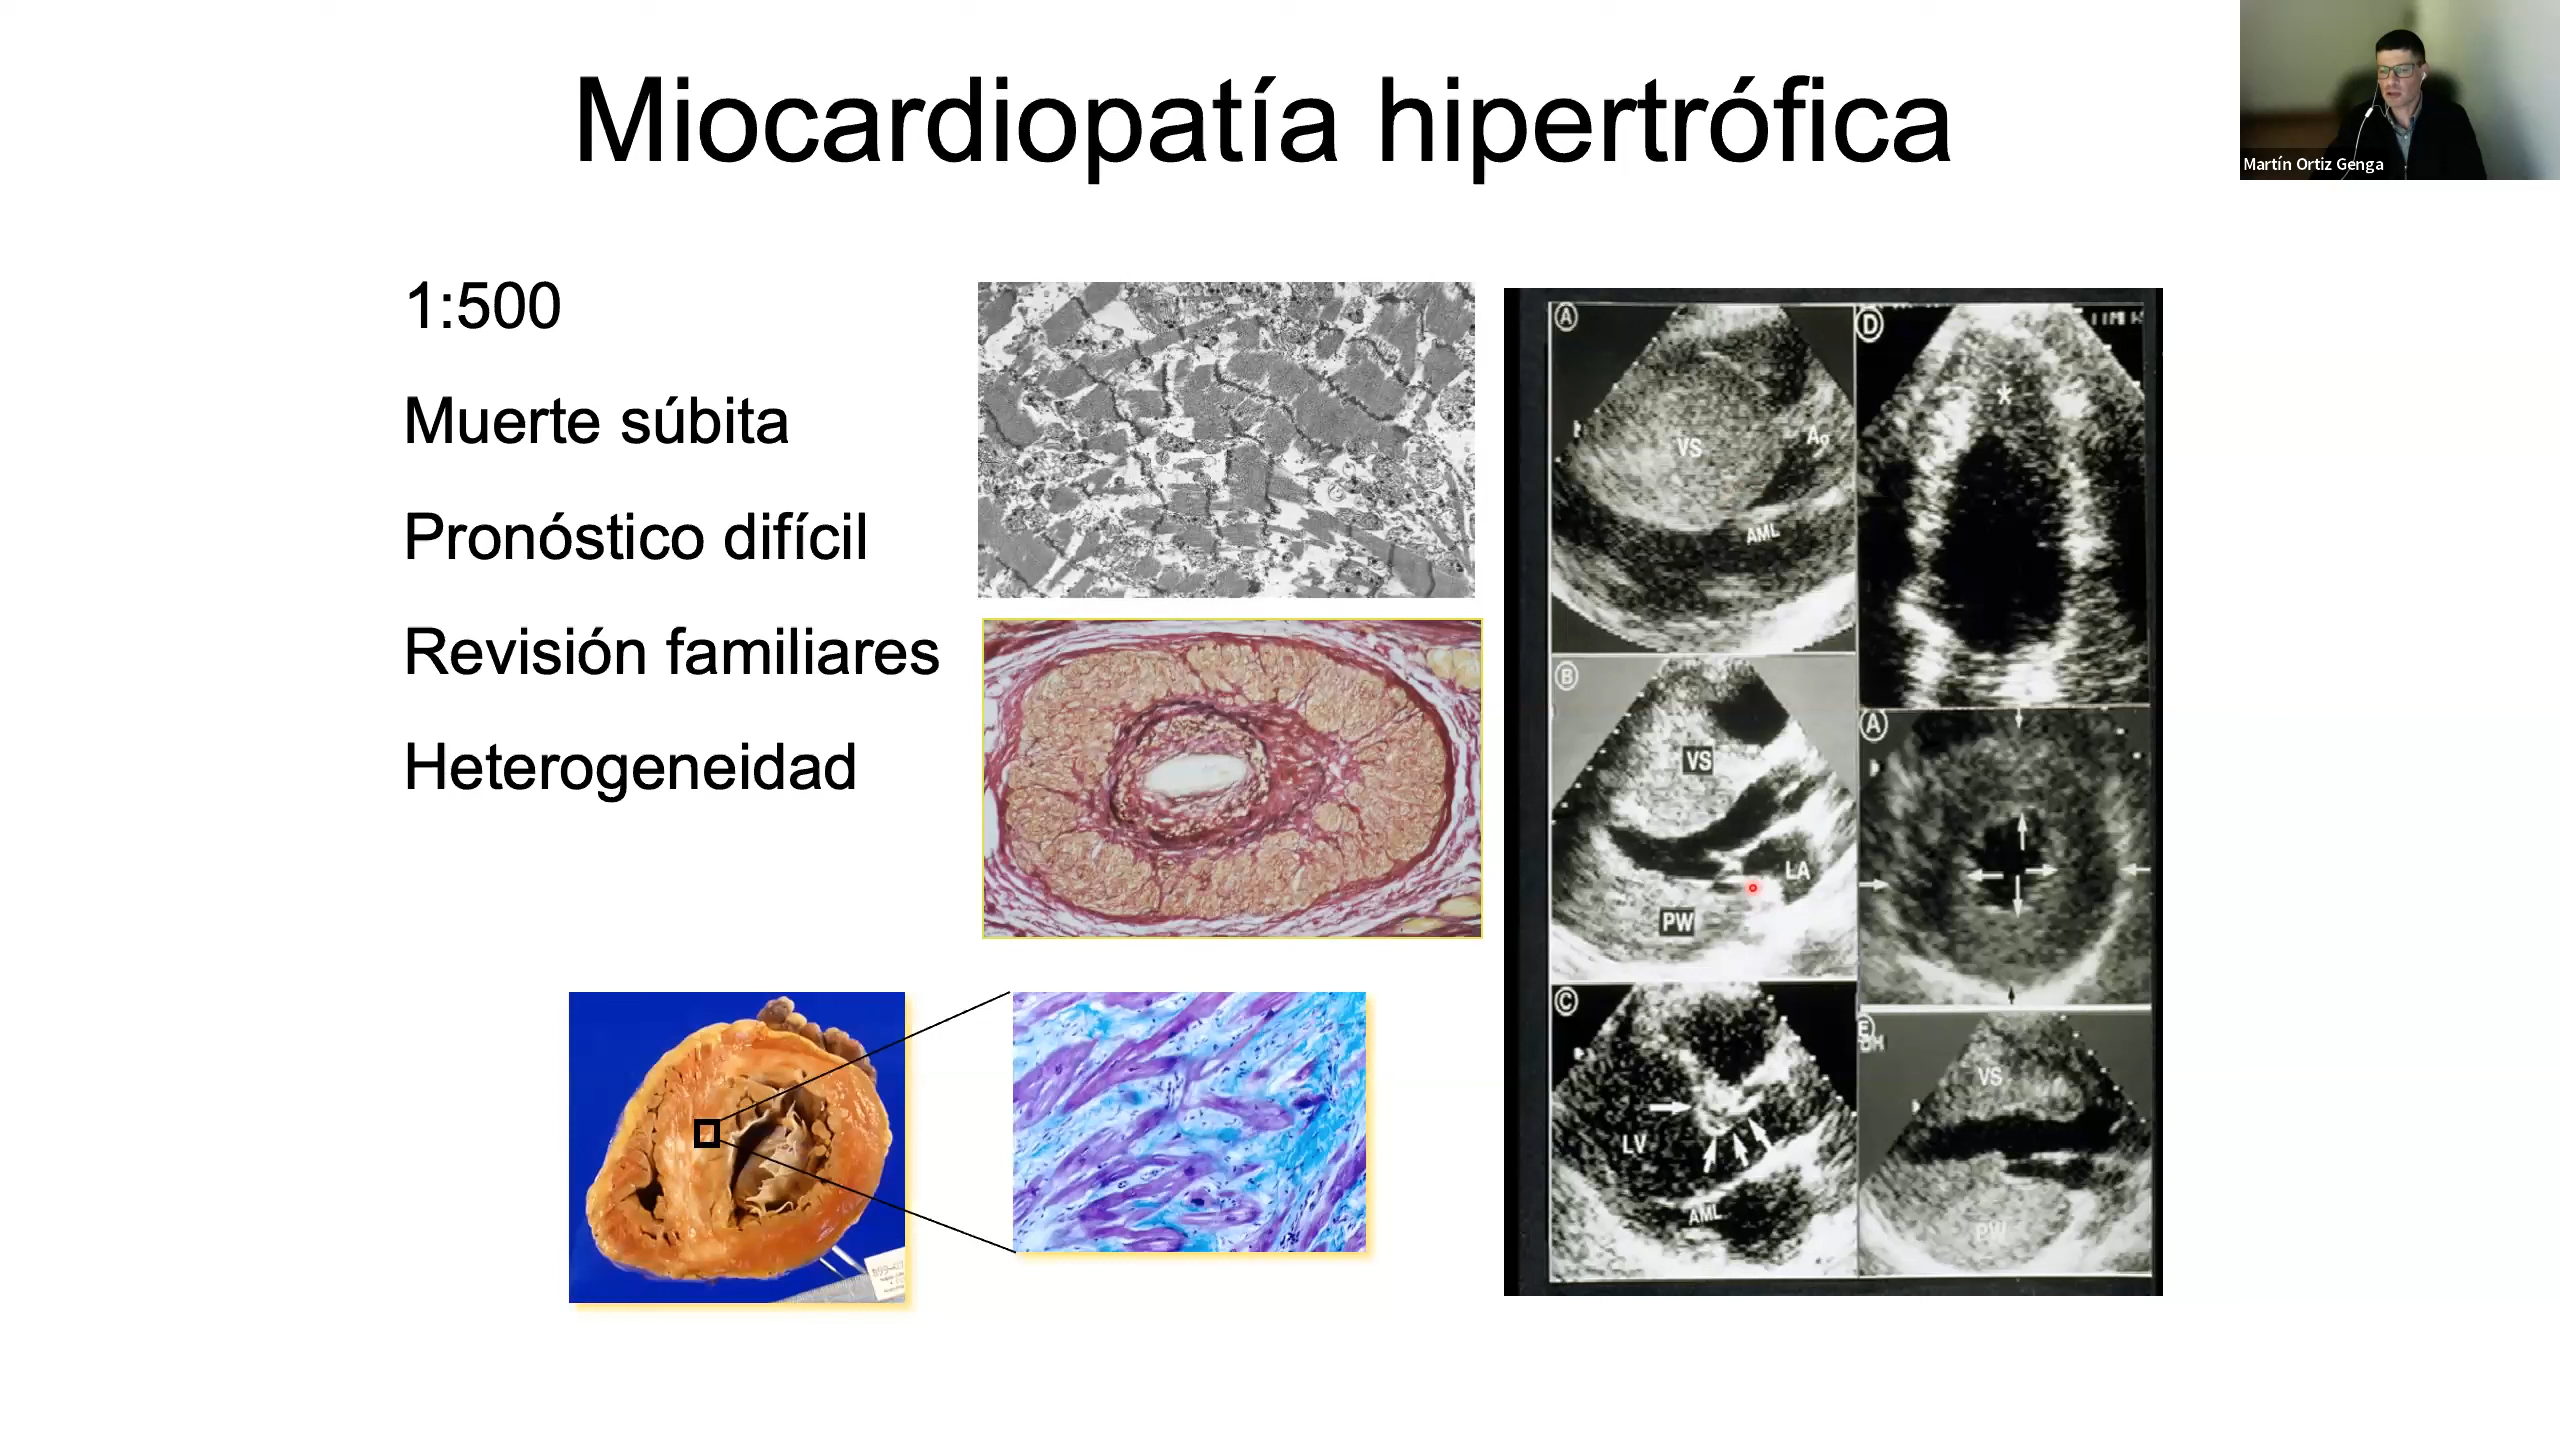 Miocardiopatía hipertrófica
Martín Ortiz Genga
1:500
Muerte súbita
Pronóstico difícil
Revisión familiares
Heterogeneidad
A
VS
Ao
AML
D
*
B
VS
LA
PW
A
C
LV
AML
E
VS
PW